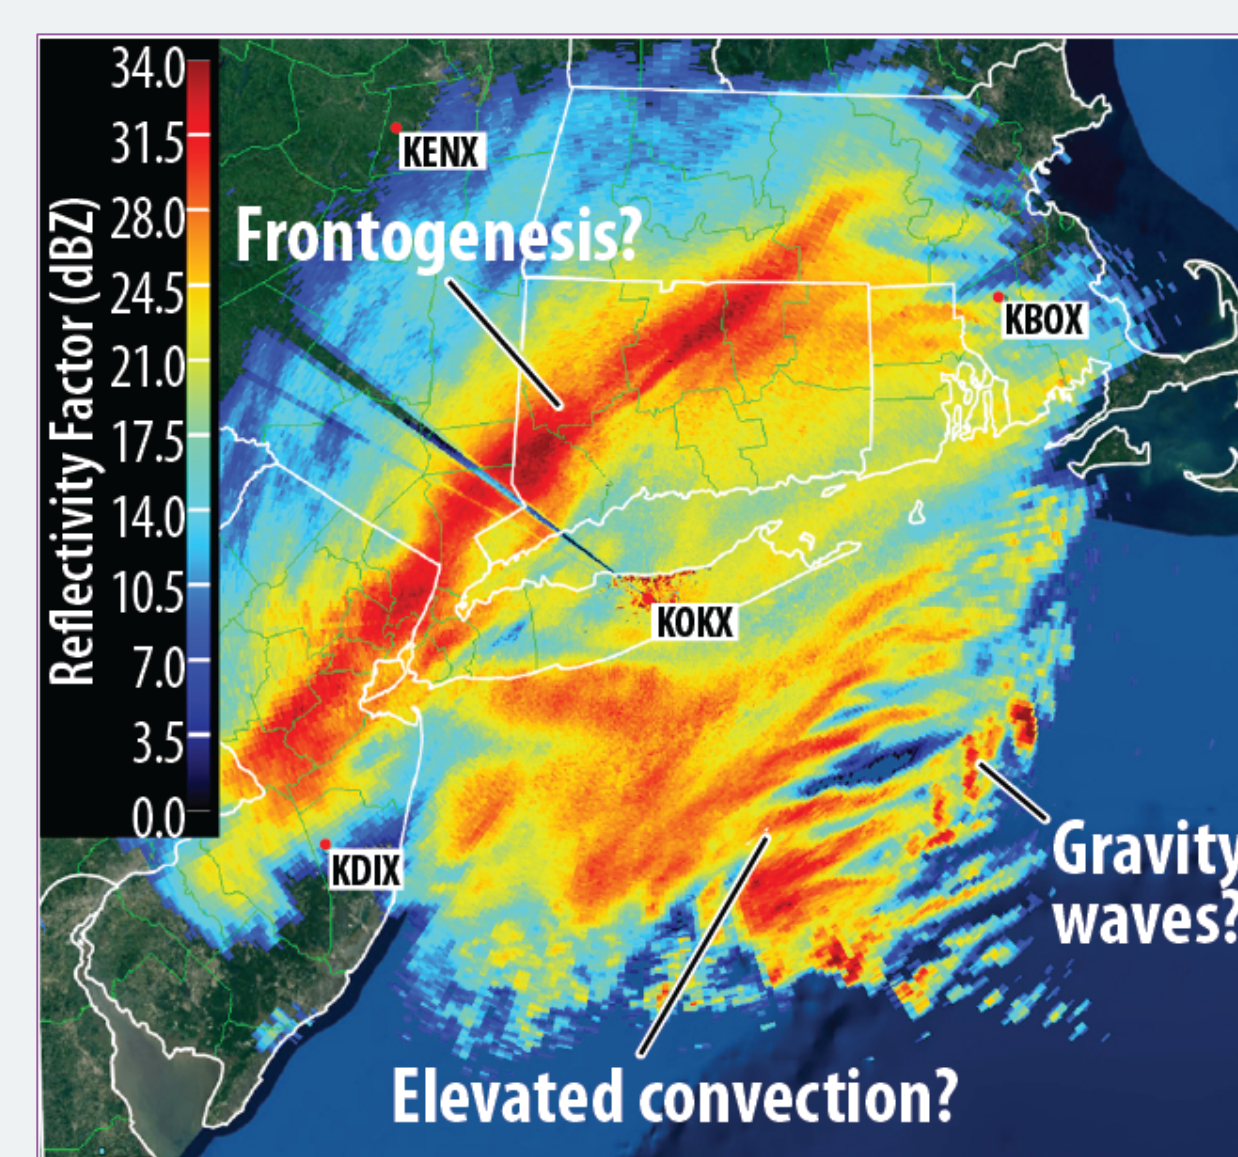 Reflectivity Factor (dBZ)
34.0
31.5
28.0
24.5
21.0
17.5
14.0
10.5
7.0
3.5
0.0
KENX
Frontogenesis?
KBOX
KOKX
KDIX
Gravity
waves?
Elevated convection?